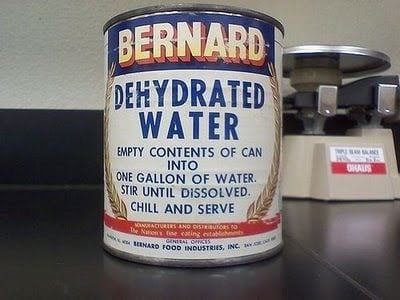 BERNARD
DEHYDRATED
WATER
EMPTY CONTENTS OF CAN
INTO
ONE GALLON OF WATER.
STIR UNTIL DISSOLVED.
CHILL AND SERVE
MANUFACTURERS AND DISTRIBUTORS TO
The Nation's fine eating establishments
GENERAL OFFICES
BERNARD FOOD INDUSTRIES, INC.
TRIPLE BEAM BALANCE
OHAUS